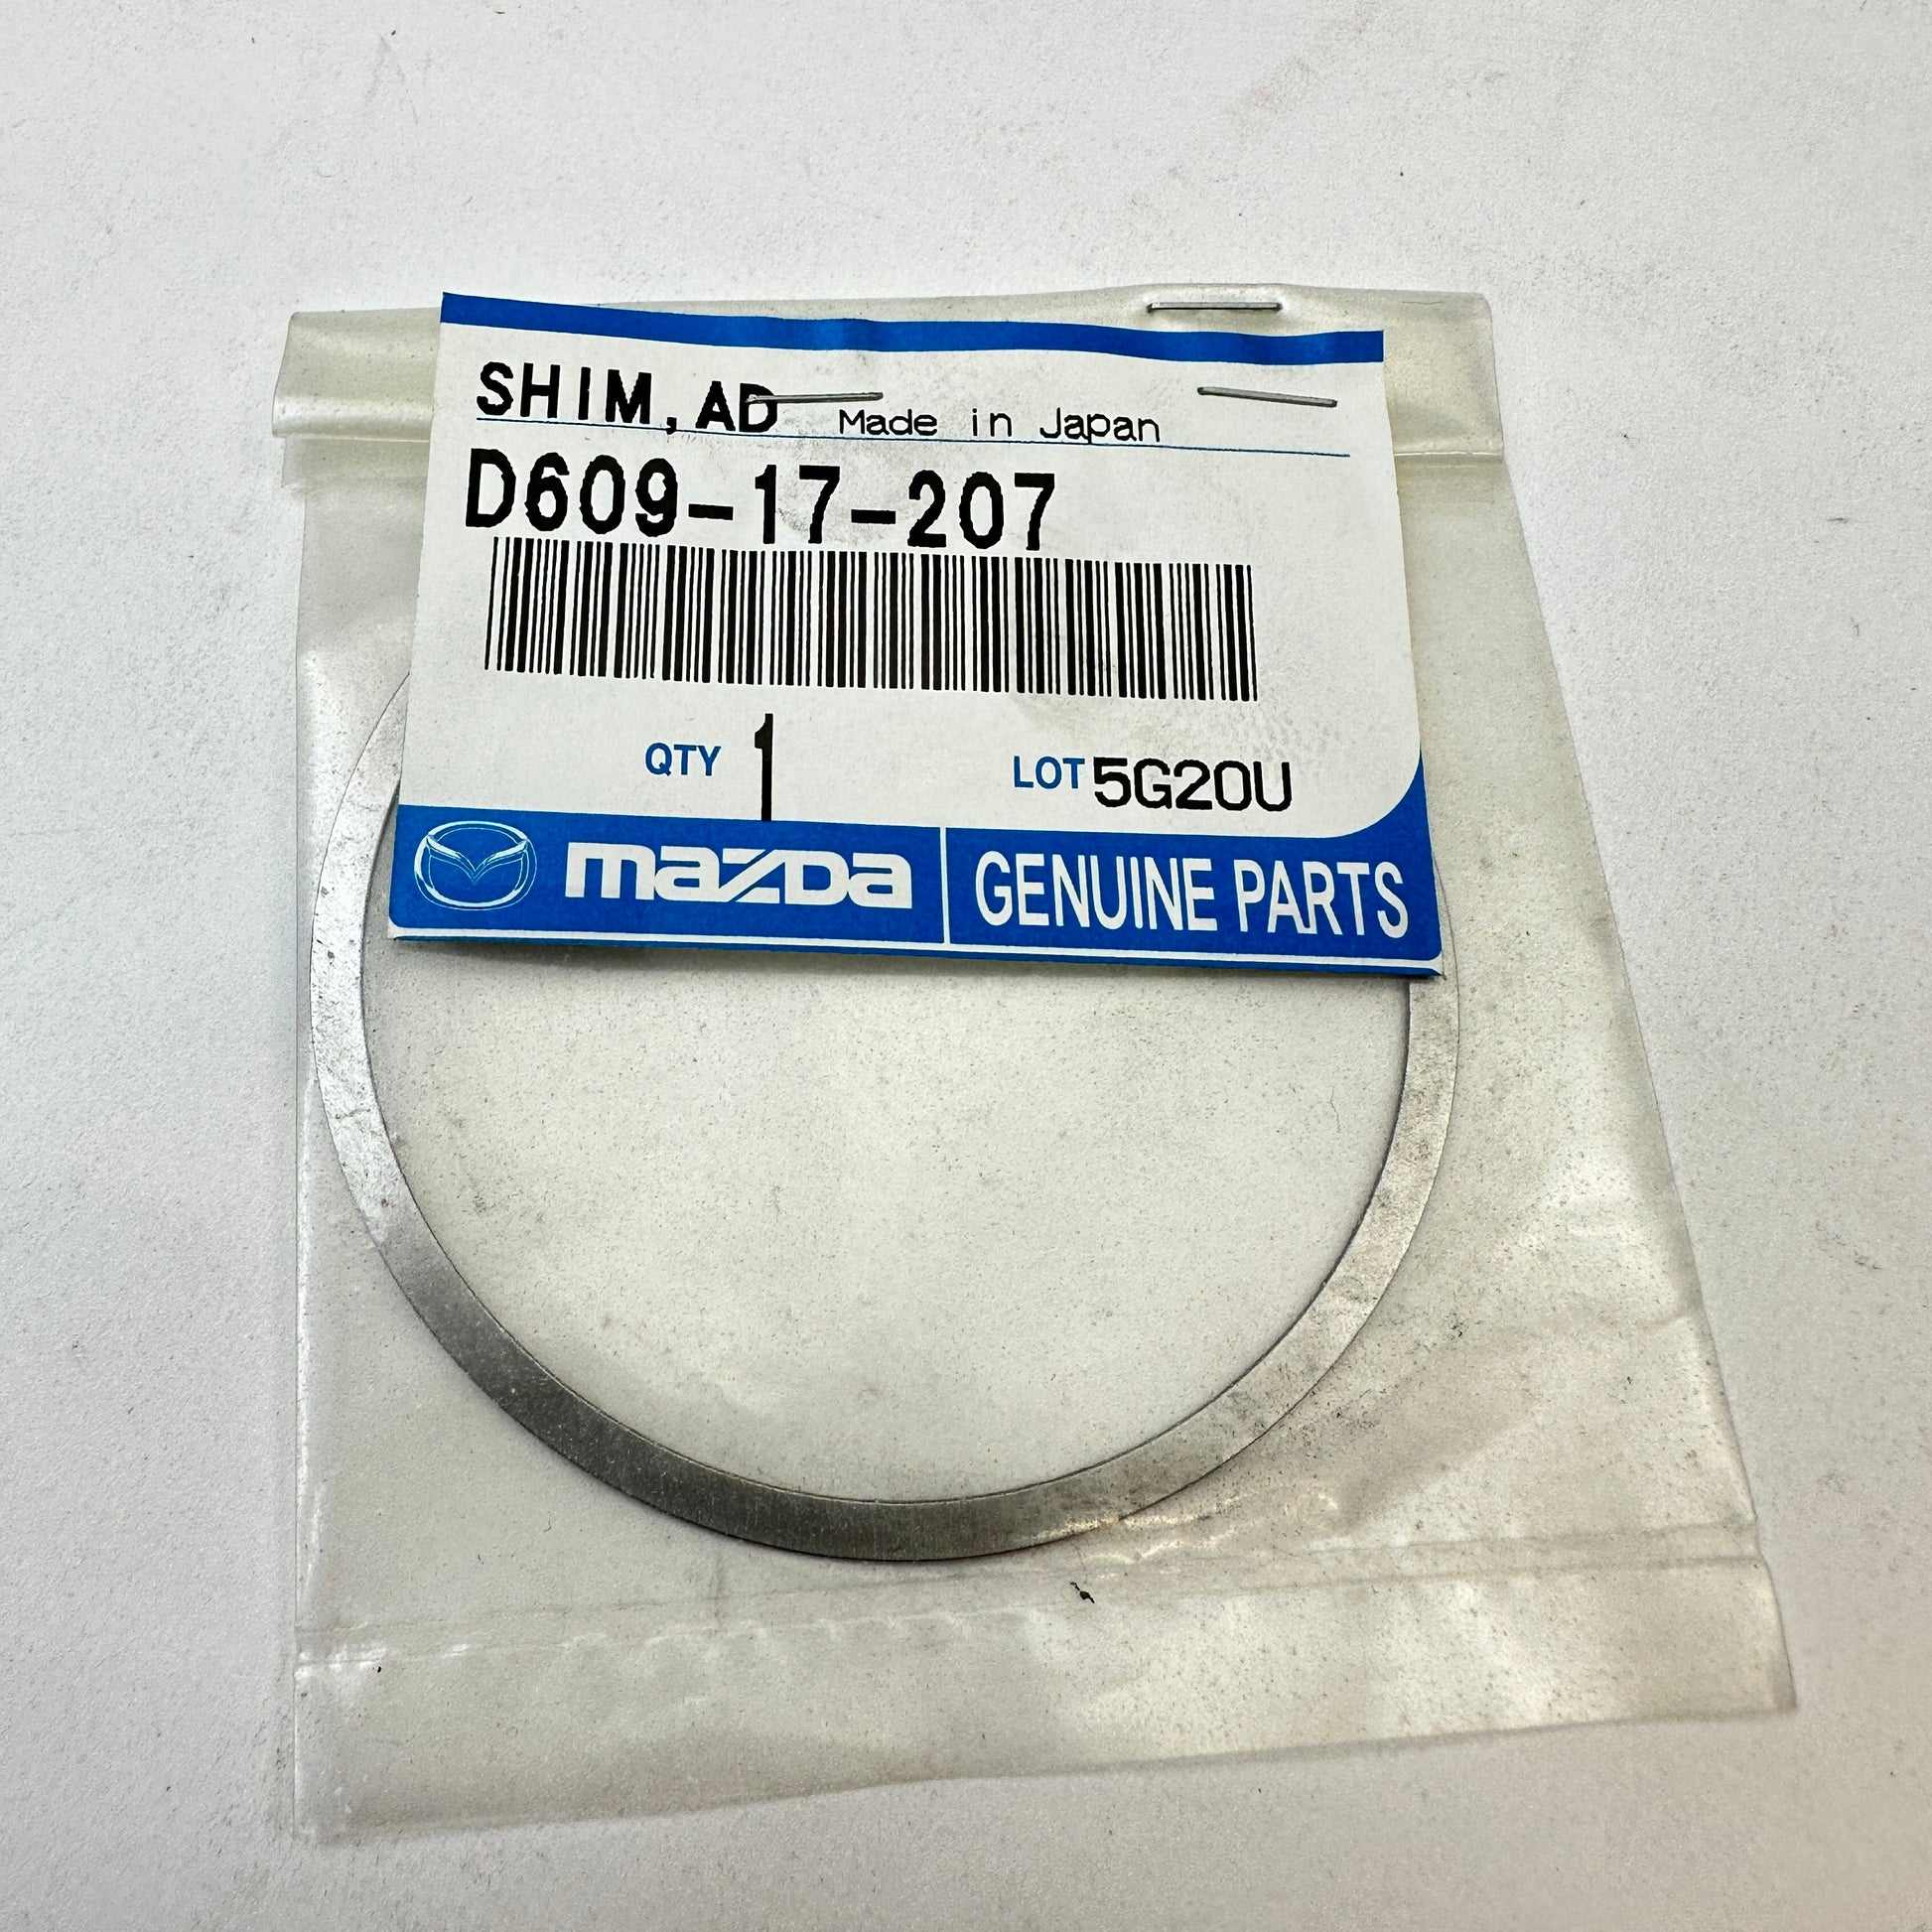 SHIM,AD Made in Japan
D609-17-207
QTY 1 LOT 5G20U
mazda GENUINE PARTS